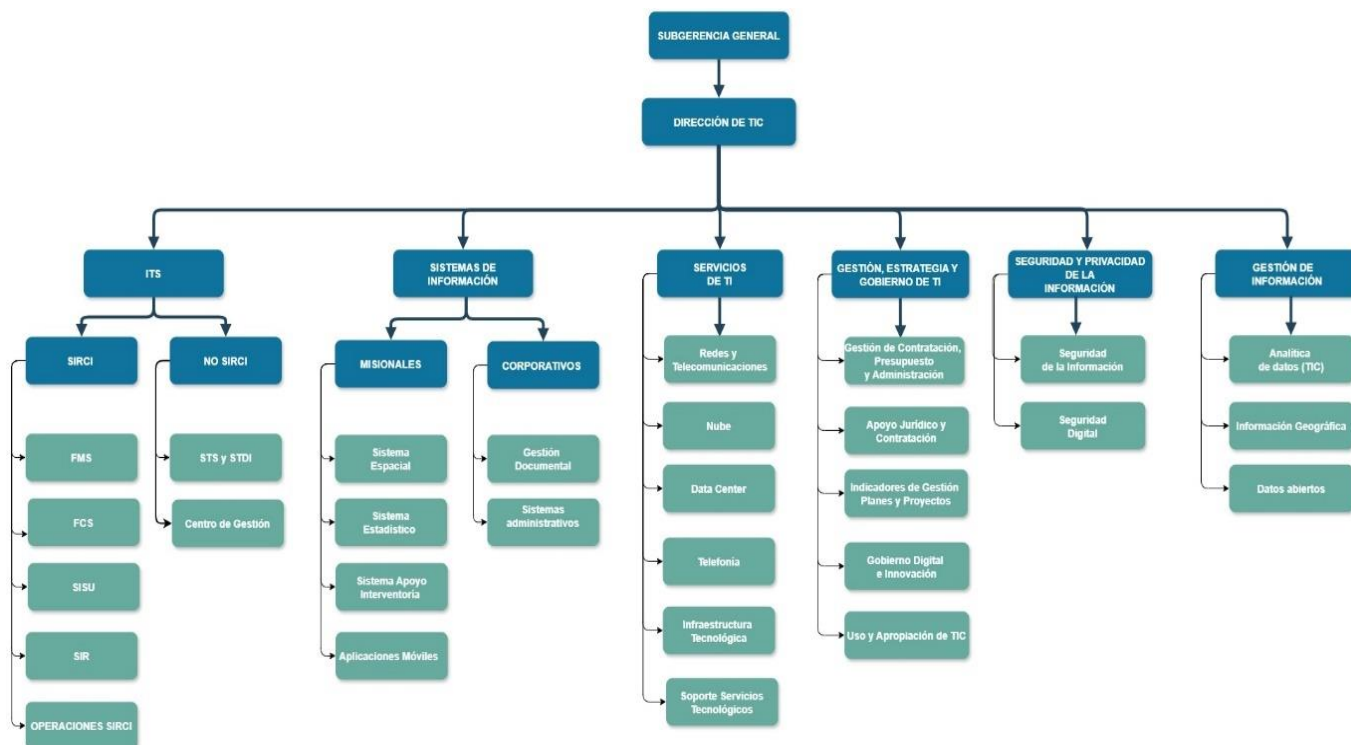 SUBGERENCIA GENERAL
DIRECCIÓN DE TIC
ITS
SISTEMAS DE
INFORMACIÓN
SERVICIOS
DE TI
GESTIÓN, ESTRATEGIA Y
GOBIERNO DE TI
SEGURIDAD Y PRIVACIDAD
DE LA
INFORMACIÓN
GESTIÓN DE
INFORMACIÓN
SIRCI
NO SIRCI
MISIONALES
CORPORATIVOS
FMS
FCS
SISU
SIR
OPERACIONES SIRCI
STS y STDI
Centro de Gestión
Sistema
Espacial
Sistema
Estadístico
Sistema Apoyo
Interventoría
Aplicaciones Móviles
Gestión
Documental
Sistemas
administrativos
Redes y
Telecomunicaciones
Nube
Data Center
Telefonía
Infraestructura
Tecnológica
Soporte Servicios
Tecnológicos
Gestión de Contratación,
Presupuesto
y Administración
Apoyo Jurídico y
Contratación
Indicadores de Gestión
Planes y Proyectos
Gobierno Digital
e Innovación
Uso y Apropiación de TIC
Seguridad
de la Información
Seguridad
Digital
Analítica
de datos (TIC)
Información Geográfica
Datos abiertos